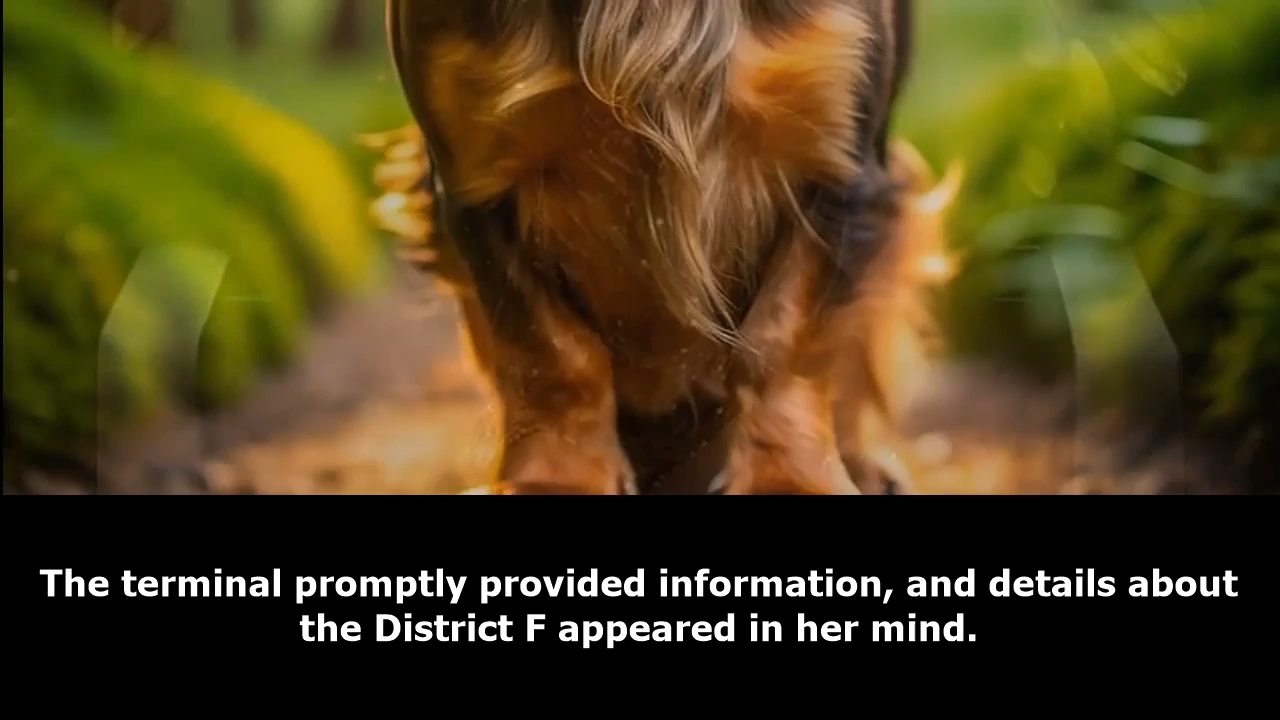 The terminal promptly provided information, and details about
the District F appeared in her mind.